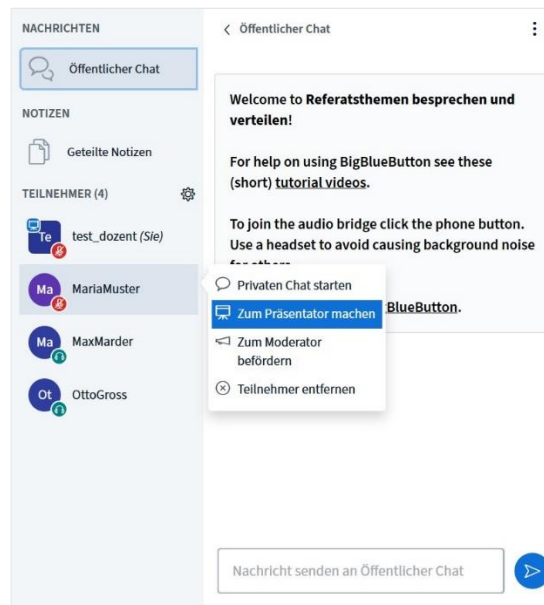 NACHRICHTEN
Öffentlicher Chat
NOTIZEN
Geteilte Notizen
TEILNEHMER (4)
Te test_dozent (Sie)
Ma MariaMuster
Ma MaxMarder
Ot OttoGross
Öffentlicher Chat
Welcome to Referatsthemen besprechen und
verteilen!
For help on using BigBlueButton see these
(short) tutorial videos.
To join the audio bridge click the phone button.
Use a headset to avoid causing background noise
for others.
BlueButton.
Privaten Chat starten
Zum Präsentator machen
Zum Moderator
befördern
Teilnehmer entfernen
Nachricht senden an Öffentlicher Chat